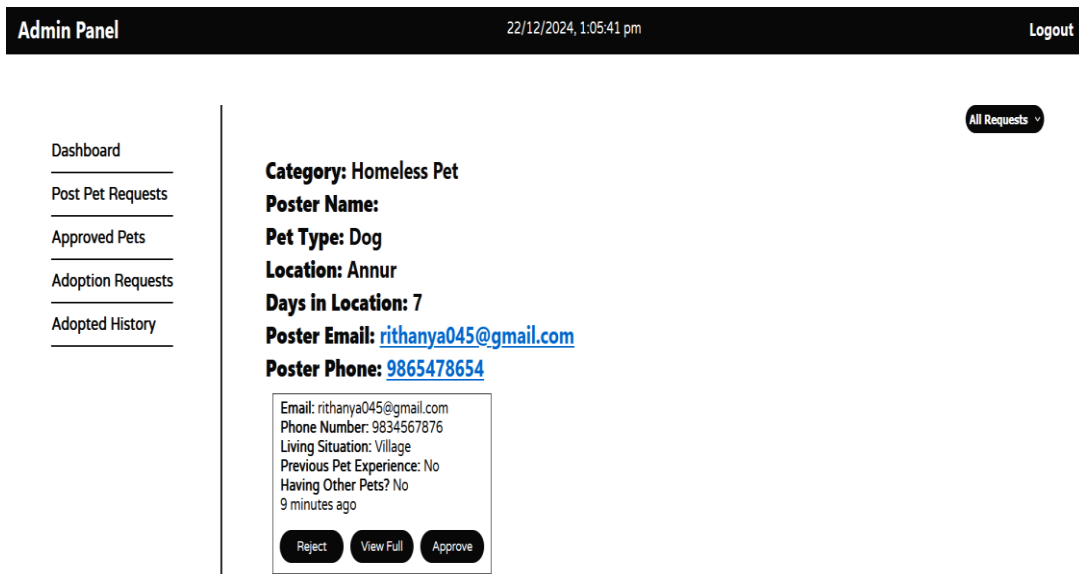 Admin Panel
22/12/2024, 1:05:41 pm
Logout
All Requests
Dashboard
Post Pet Requests
Approved Pets
Adoption Requests
Adopted History
Category: Homeless Pet
Poster Name:
Pet Type: Dog
Location: Annur
Days in Location: 7
Poster Email: rithanya045@gmail.com
Poster Phone: 9865478654
Email: rithanya045@gmail.com
Phone Number: 9834567876
Living Situation: Village
Previous Pet Experience: No
Having Other Pets? No
9 minutes ago
Reject
View Full
Approve